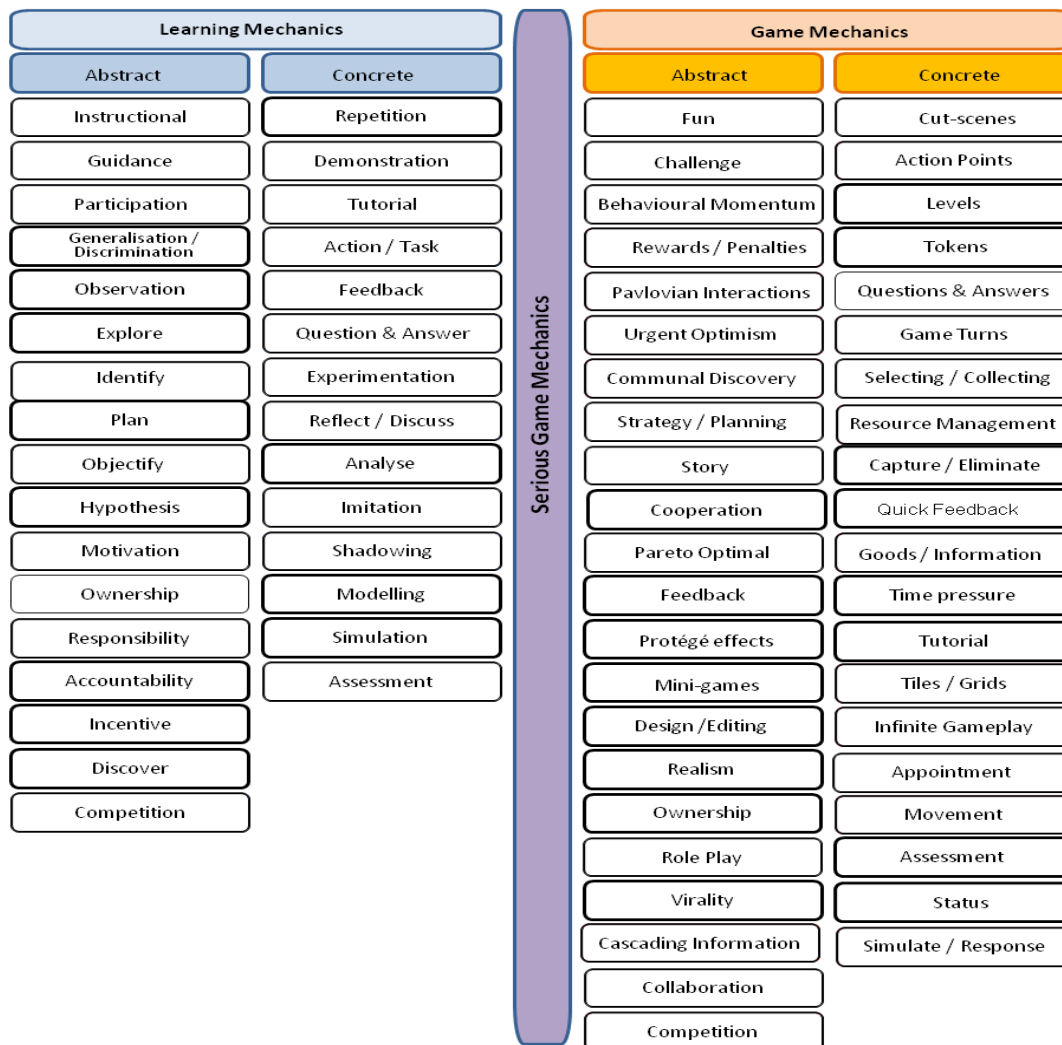 Learning Mechanics
Abstract
Instructional
Guidance
Participation
Generalisation /
Discrimination
Observation
Explore
Identify
Plan
Objectify
Hypothesis
Motivation
Ownership
Responsibility
Accountability
Incentive
Discover
Competition
Concrete
Repetition
Demonstration
Tutorial
Action / Task
Feedback
Question & Answer
Experimentation
Reflect / Discuss
Analyse
Imitation
Shadowing
Modelling
Simulation
Assessment
Serious Game Mechanics
Game Mechanics
Abstract
Fun
Challenge
Behavioural Momentum
Rewards / Penalties
Pavlovian Interactions
Urgent Optimism
Communal Discovery
Strategy / Planning
Story
Cooperation
Pareto Optimal
Feedback
Protégé effects
Mini-games
Design /Editing
Realism
Ownership
Role Play
Virality
Cascading Information
Collaboration
Competition
Concrete
Cut-scenes
Action Points
Levels
Tokens
Questions & Answers
Game Turns
Selecting / Collecting
Resource Management
Capture / Eliminate
Quick Feedback
Goods / Information
Time pressure
Tutorial
Tiles / Grids
Infinite Gameplay
Appointment
Movement
Assessment
Status
Simulate / Response